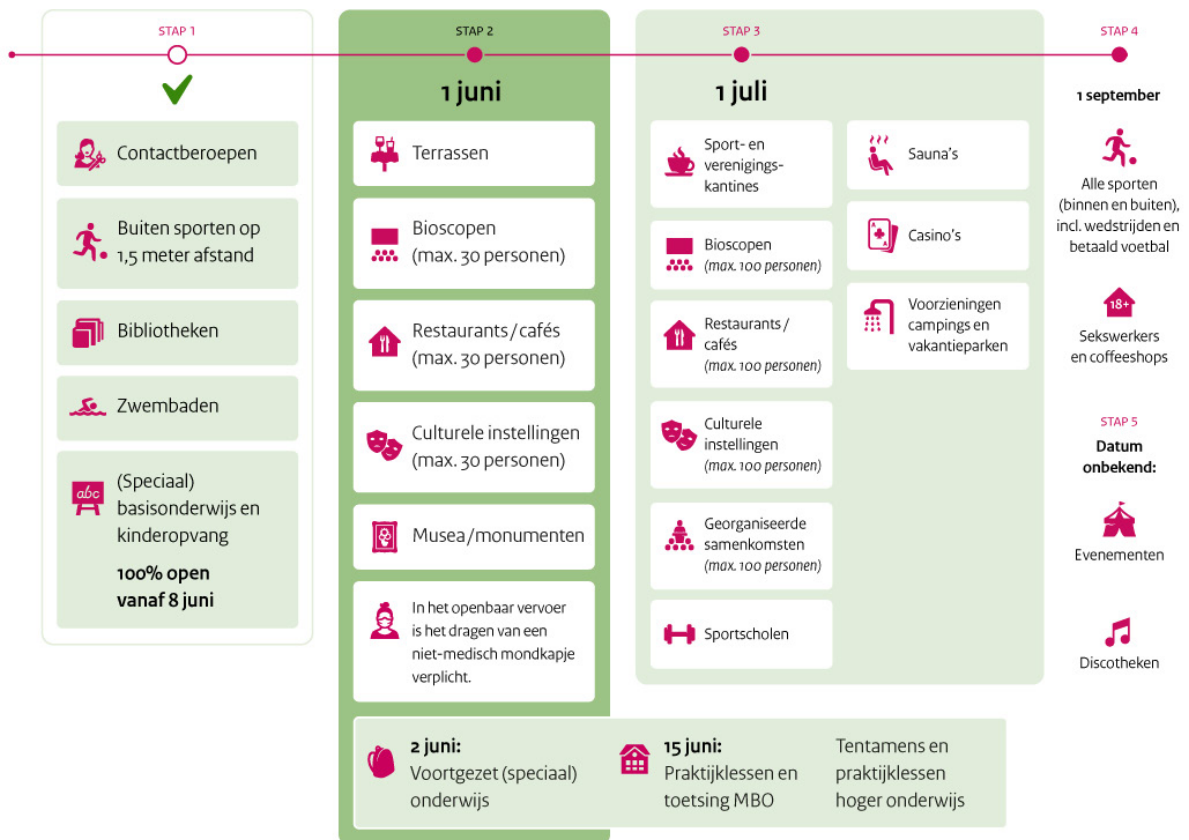 STAP 1
Contactberoepen
Buiten sporten op
1,5 meter afstand
Bibliotheken
Zwembaden
abc
(Speciaal)
basisonderwijs en
kinderopvang
100% open
vanaf 8 juni
STAP 2
1 juni
Terrassen
Bioscopen
(max. 30 personen)
Restaurants/cafés
(max. 30 personen)
Culturele instellingen
(max. 30 personen)
Musea/monumenten
In het openbaar vervoer
is het dragen van een
niet-medisch mondkapje
verplicht.
2 juni:
Voortgezet (speciaal)
onderwijs
15 juni:
Praktijklessen en
toetsing MBO
Tentamens en
praktijklessen
hoger onderwijs
STAP 3
1 juli
Sport- en
verenigings-
kantines
Bioscopen
(max. 100 personen)
Restaurants/
cafés
(max. 100 personen)
Culturele
instellingen
(max. 100 personen)
Georganiseerde
samenkomsten
(max. 100 personen)
Sportscholen
Sauna's
A
A
Casino's
Voorzieningen
campings en
vakantieparken
STAP 4
1 september
Alle sporten
(binnen en buiten),
incl. wedstrijden en
betaald voetbal
18+
Sekswerkers
en coffeeshops
STAP 5
Datum
onbekend:
Evenementen
Discotheken